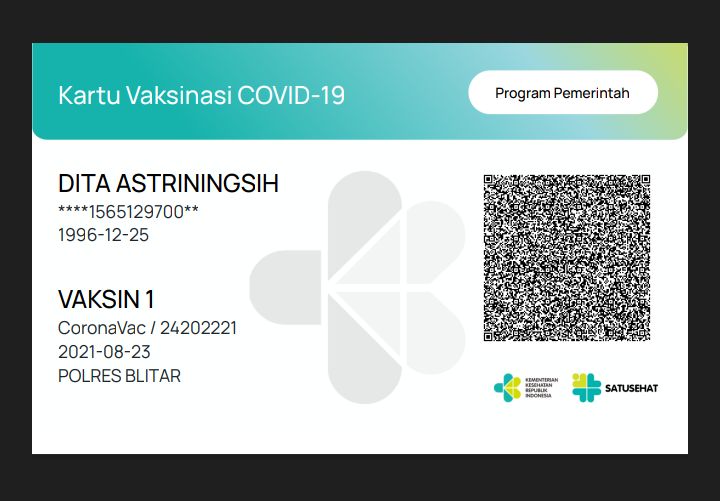 Kartu Vaksinasi COVID-19
Program Pemerintah
DITA ASTRININGSIH
****1565129700**
1996-12-25
VAKSIN 1
CoronaVac / 24202221
2021-08-23
POLRES BLITAR
KEMENTERIAN
KESEHATAN
REPUBLIK
INDONESIA
SATUSEHAT